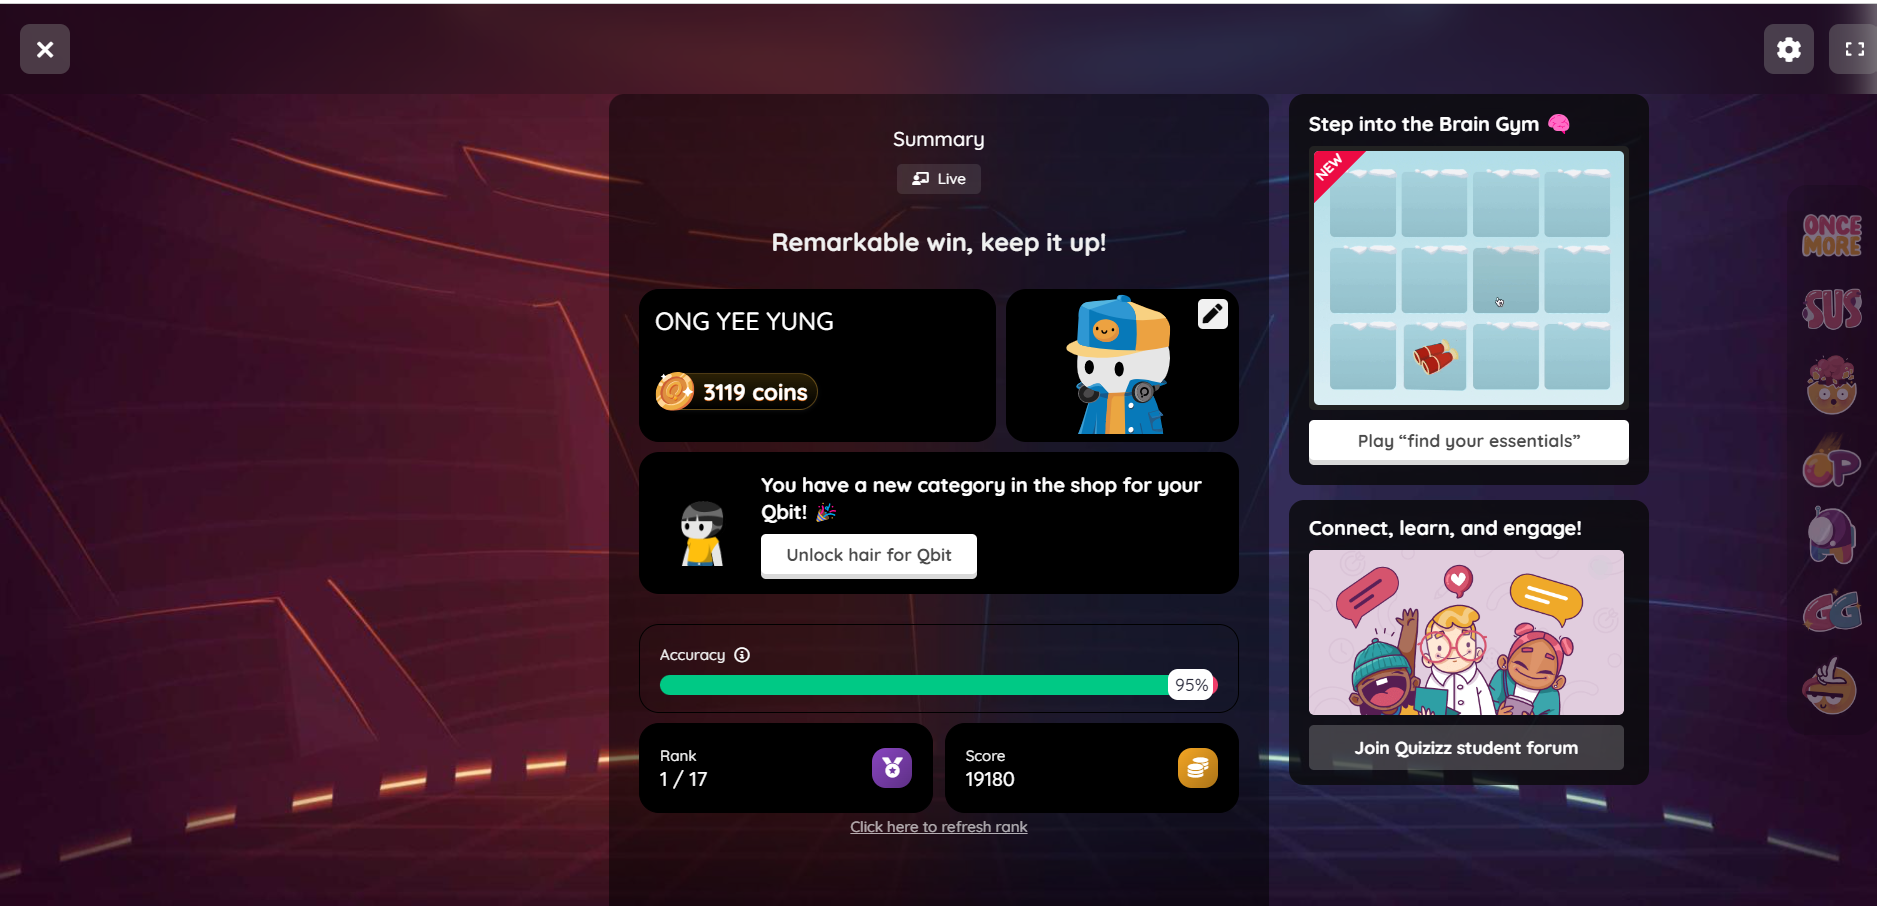 Summary
Live
Remarkable win, keep it up!
ONG YEE YUNG
3119 coins
You have a new category in the shop for your
Qbit!
Unlock hair for Qbit
Accuracy
95%
Rank
1 / 17
Score
19180
Click here to refresh rank
Step into the Brain Gym
NEW
Play “find your essentials”
Connect, learn, and engage!
Join Quizizz student forum
ONCE
MORE
SUS
OP
GG